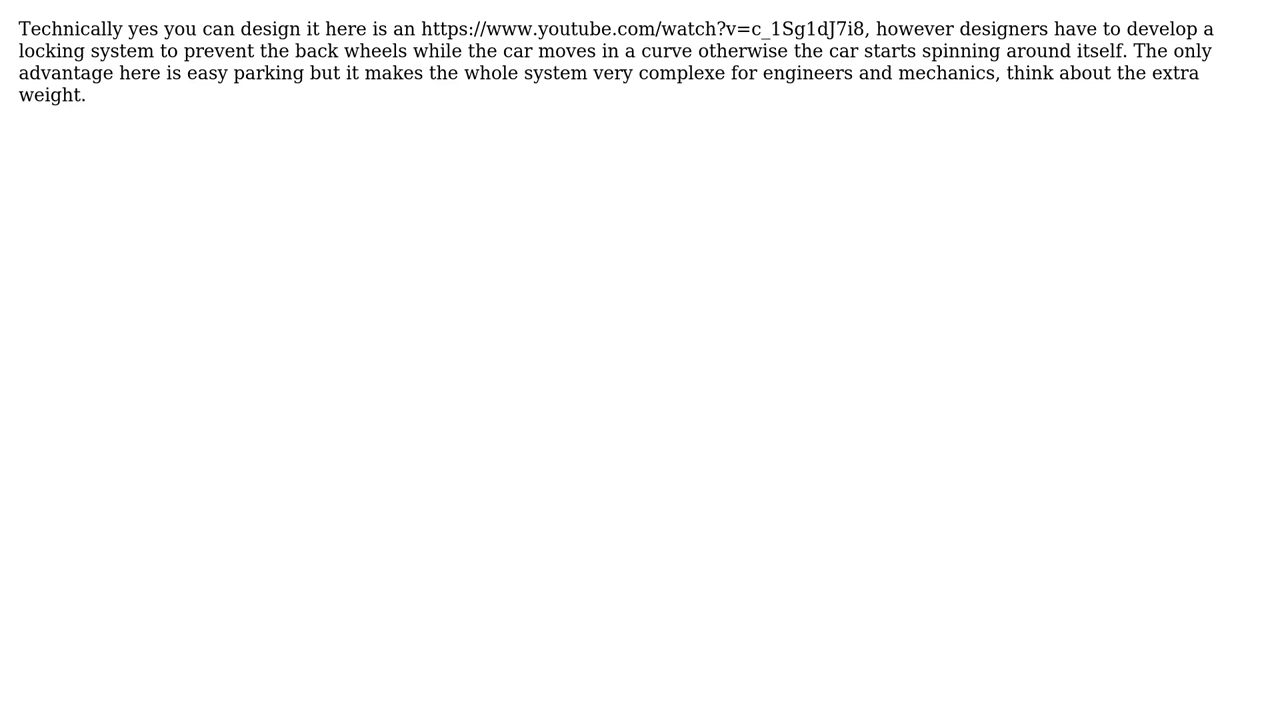 Technically yes you can design it here is an https://www.youtube.com/watch?v=c_1Sg1dJ7i8, however designers have to develop a
locking system to prevent the back wheels while the car moves in a curve otherwise the car starts spinning around itself. The only
advantage here is easy parking but it makes the whole system very complexe for engineers and mechanics, think about the extra
weight.